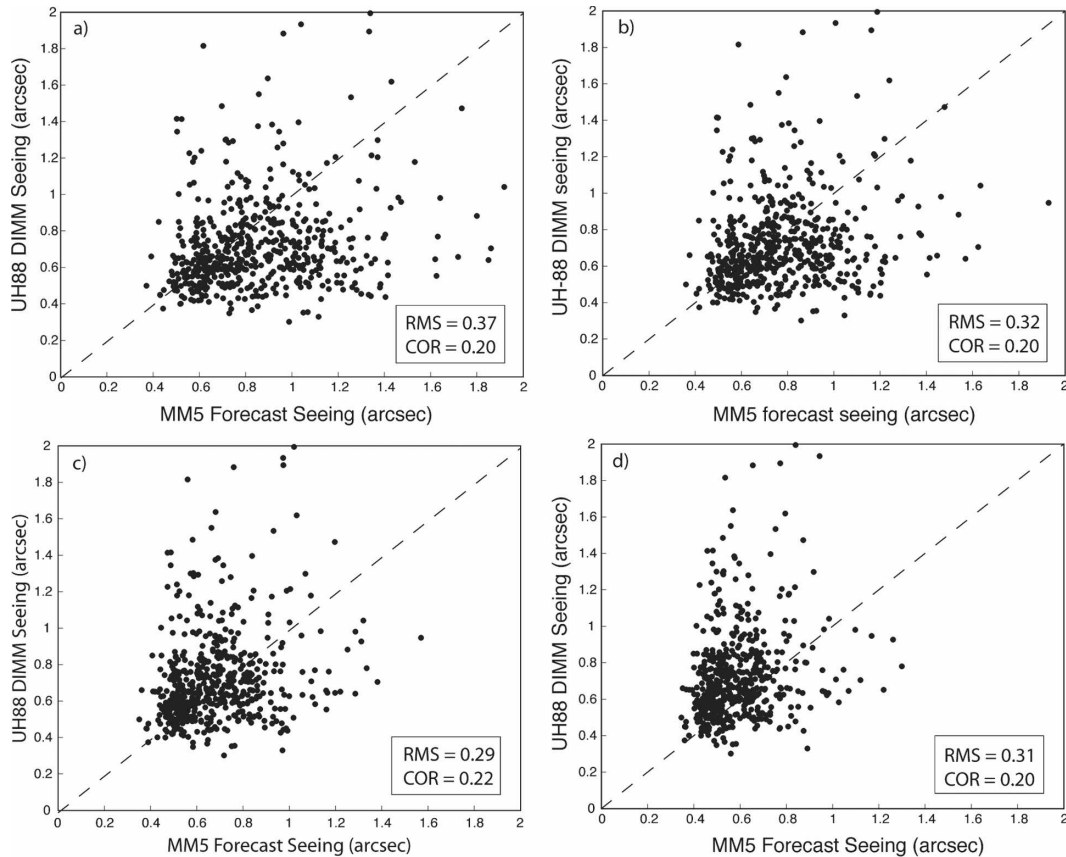 a)
UH88 DIMM Seeing (arcsec)
2
1.8
1.6
1.4
1.2
1
0.8
0.6
0.4
0.2
0
RMS = 0.37
COR = 0.20
0 0.2 0.4 0.6 0.8 1 1.2 1.4 1.6 1.8 2
MM5 Forecast Seeing (arcsec)
b)
UH-88 DIMM seeing (arcsec)
2
1.8
1.6
1.4
1.2
1
0.8
0.6
0.4
0.2
0
RMS = 0.32
COR = 0.20
0 0.2 0.4 0.6 0.8 1 1.2 1.4 1.6 1.8 2
MM5 forecast seeing (arcsec)
c)
UH88 DIMM Seeing (arcsec)
2
1.8
1.6
1.4
1.2
1
0.8
0.6
0.4
0.2
0
RMS = 0.29
COR = 0.22
0 0.2 0.4 0.6 0.8 1 1.2 1.4 1.6 1.8 2
MM5 Forecast Seeing (arcsec)
d)
UH88 DIMM Seeing (arcsec)
2
1.8
1.6
1.4
1.2
1
0.8
0.6
0.4
0.2
0
RMS = 0.31
COR = 0.20
0 0.2 0.4 0.6 0.8 1 1.2 1.4 1.6 1.8 2
MM5 Forecast Seeing (arcsec)